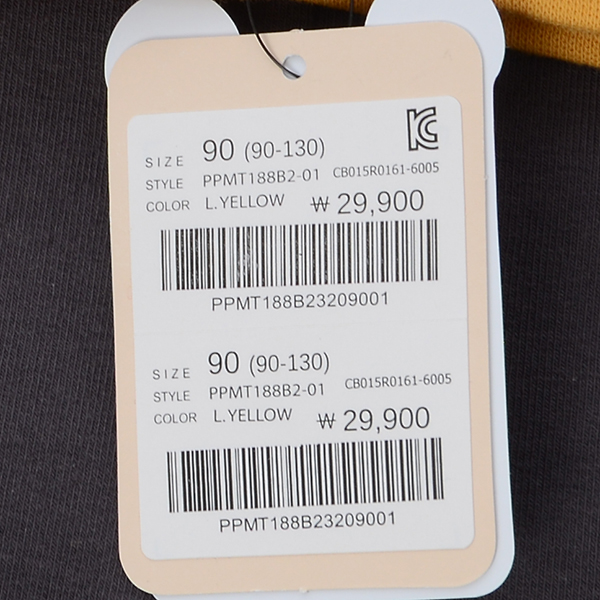 KC
SIZE 90 (90-130)
STYLE PPMT188B2-01 CB015R0161-6005
COLOR L.YELLOW ₩ 29,900
PPMT188B23209001
SIZE 90 (90-130)
STYLE PPMT188B2-01 CB015R0161-6005
COLOR L.YELLOW ₩ 29,900
PPMT188B23209001